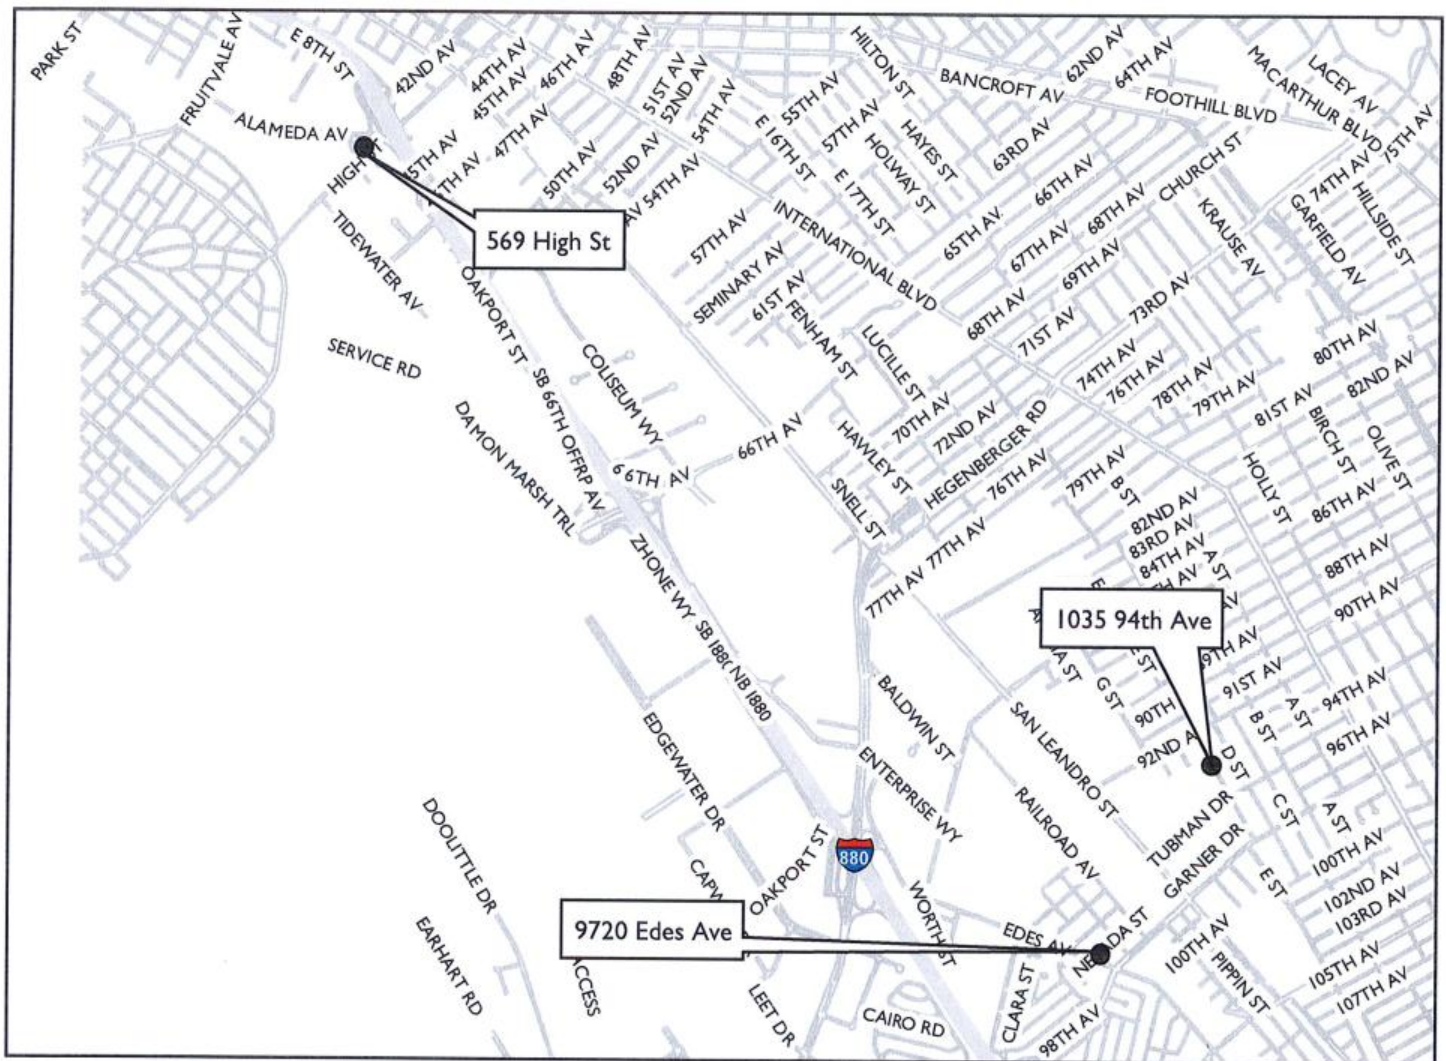 PARK ST
FRUITVALE AV
E 8TH ST
42ND AV
44TH AV
45TH AV
46TH AV
47TH AV
48TH AV
51ST AV
52ND AV
54TH AV
HILTON ST
BANCROFT AV
62ND AV
64TH AV
FOOTHILL BLVD
MACARTHUR BLVD
LACEY AV
75TH AV
ALAMEDA AV
HIGH ST
45TH AV
50TH AV
52ND AV
54TH AV
AV
E 16TH ST
55TH AV
57TH AV
HOLWAY ST
HAYES ST
E 17TH ST
63RD AV
66TH AV
CHURCH ST
68TH AV
67TH AV
65TH AV
69TH AV
KRAUSE AV
74TH AV
GARFIELD AV
HILLSIDE ST
569 High St
TIDEWATER AV
OAKPORT ST
57TH AV
SEMINARY AV
61ST AV
INTERNATIONAL BLVD
FENHAM ST
LUCILLE ST
68TH AV
71ST AV
73RD AV
74TH AV
76TH AV
78TH AV
79TH AV
80TH AV
82ND AV
81ST AV
BIRCH ST
OLIVE ST
SERVICE RD
SB 66TH OFFRP AV
COLISEUM WY
DAMON MARSH TRL
66TH AV
66TH AV
HAWLEY ST
70TH AV
72ND AV
HEGENBERGER RD
76TH AV
79TH AV
B ST
HOLLY ST
86TH AV
SNELL ST
77TH AV
77TH AV
82ND AV
83RD AV
84TH AV
A ST
88TH AV
90TH AV
ZHONE WY
SB I880
NB I880
1035 94th Ave
G ST
90TH
91ST AV
94TH AV
96TH AV
A ST
B ST
92ND A
D ST
EDGEWATER DR
BALDWIN ST
ENTERPRISE WY
SAN LEANDRO ST
RAILROAD AV
TUBMAN DR
GARNER DR
C ST
A ST
E ST
100TH AV
102ND AV
103RD AV
105TH AV
107TH AV
DOOLITTLE DR
EARHART RD
CAPW
OAKPORT ST
880
WORTH ST
EDES AV
9720 Edes Ave
CCESS
LEET DR
CAIRO RD
CLARA ST
98TH AV
100TH AV
PIPPIN ST